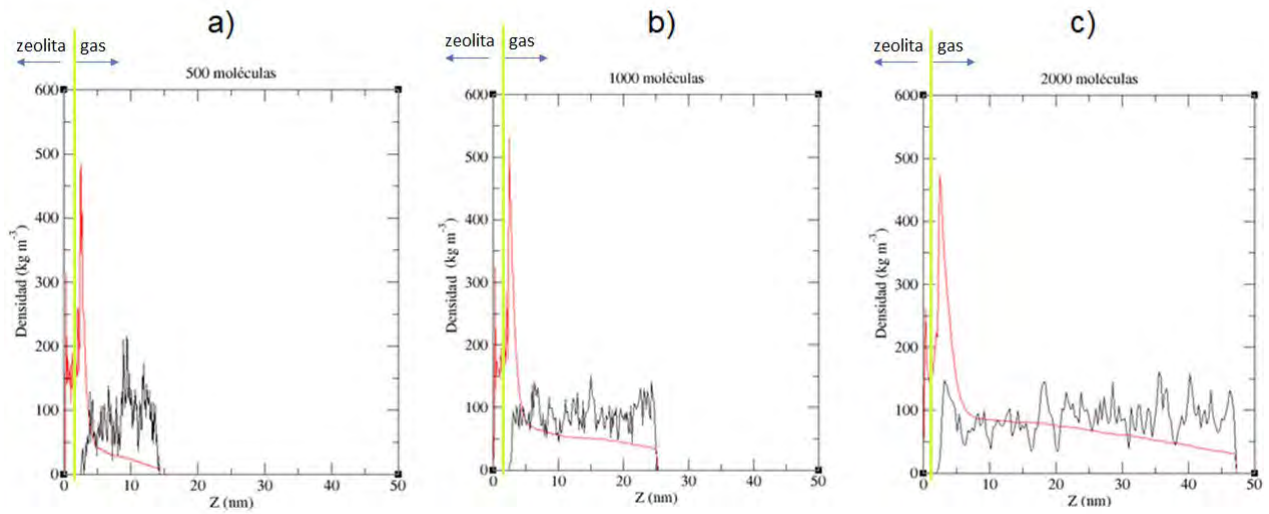 a)
zeolita gas
500 moléculas
600
500
400
300
200
100
0
Densidad (kg m⁻³)
0 10 20 30 40 50
Z (nm)
b)
zeolita gas
1000 moléculas
600
500
400
300
200
100
0
Densidad (kg m⁻³)
0 10 20 30 40 50
Z (nm)
c)
zeolita gas
2000 moléculas
600
500
400
300
200
100
0
Densidad (kg m⁻³)
0 10 20 30 40 50
Z (nm)